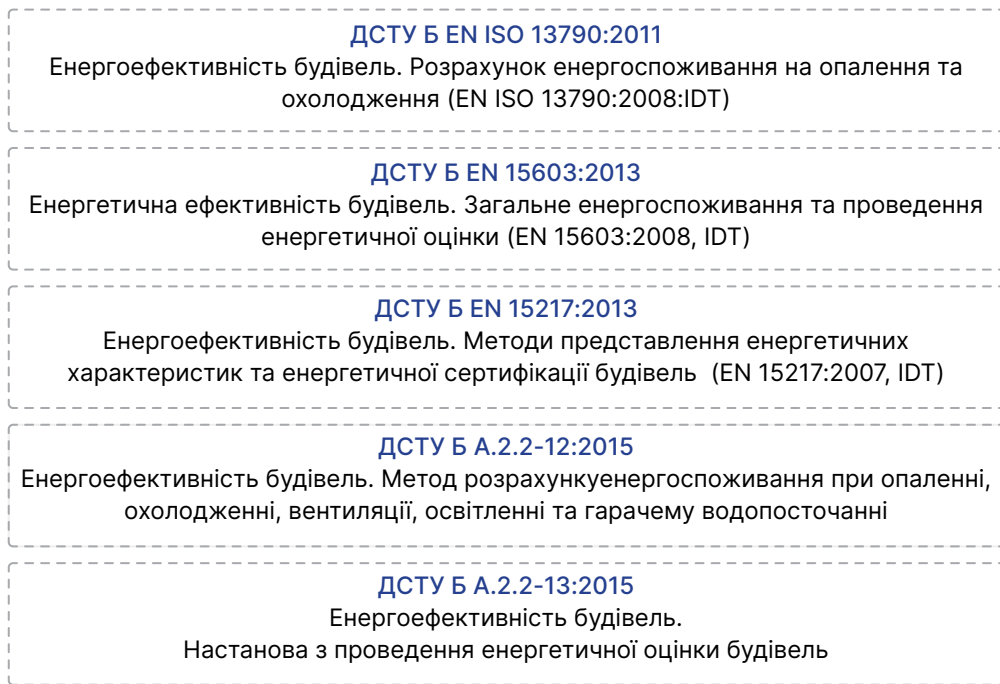 ДСТУ Б EN ISO 13790:2011
Енергоефективність будівель. Розрахунок енергоспоживання на опалення та
охолодження (EN ISO 13790:2008:IDT)
ДСТУ Б EN 15603:2013
Енергетична ефективність будівель. Загальне енергоспоживання та проведення
енергетичної оцінки (EN 15603:2008, IDT)
ДСТУ Б EN 15217:2013
Енергоефективність будівель. Методи представлення енергетичних
характеристик та енергетичної сертифікації будівель  (EN 15217:2007, IDT)
ДСТУ Б А.2.2-12:2015
Енергоефективність будівель. Метод розрахункуенергоспоживання при опаленні,
охолодженні, вентиляції, освітленні та гарачему водопосточанні
ДСТУ Б А.2.2-13:2015
Енергоефективність будівель.
Настанова з проведення енергетичної оцінки будівель